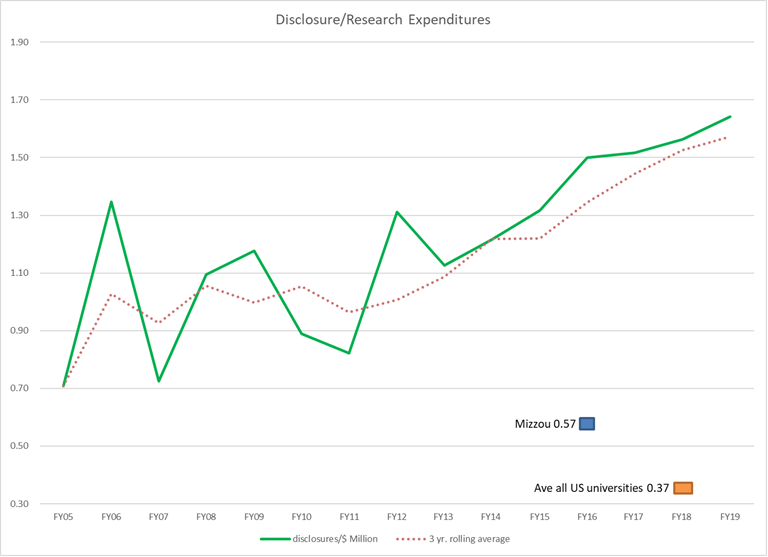 Disclosure/Research Expenditures
1.90
1.70
1.50
1.30
1.10
0.90
0.70
0.50
0.30
Mizzou 0.57
Ave all US universities 0.37
FY05 FY06 FY07 FY08 FY09 FY10 FY11 FY12 FY13 FY14 FY15 FY16 FY17 FY18 FY19
disclosures/$ Million 3 yr. rolling average